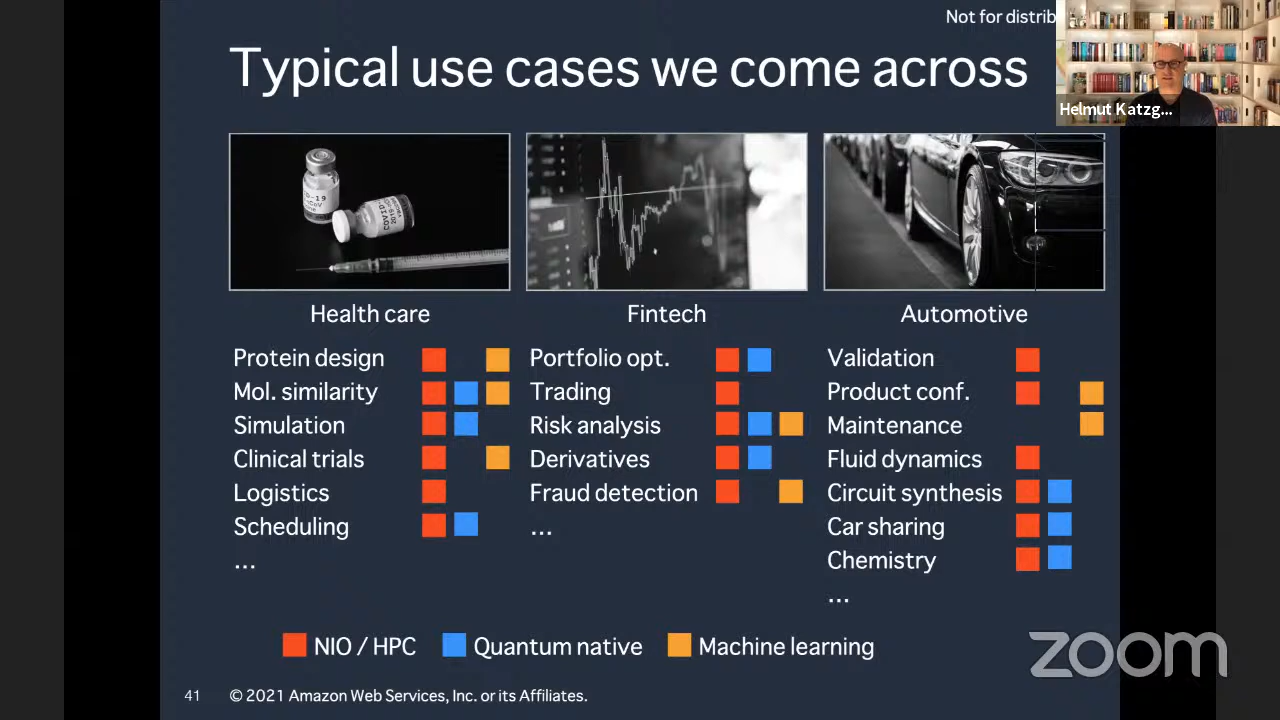 Not for distrib
Typical use cases we come across
Helmut Katzg...
Health care
Protein design
Mol. similarity
Simulation
Clinical trials
Logistics
Scheduling
...
Fintech
Portfolio opt.
Trading
Risk analysis
Derivatives
Fraud detection
...
Automotive
Validation
Product conf.
Maintenance
Fluid dynamics
Circuit synthesis
Car sharing
Chemistry
...
NIO / HPC
Quantum native
Machine learning
41
© 2021 Amazon Web Services, Inc. or its Affiliates.
zoom